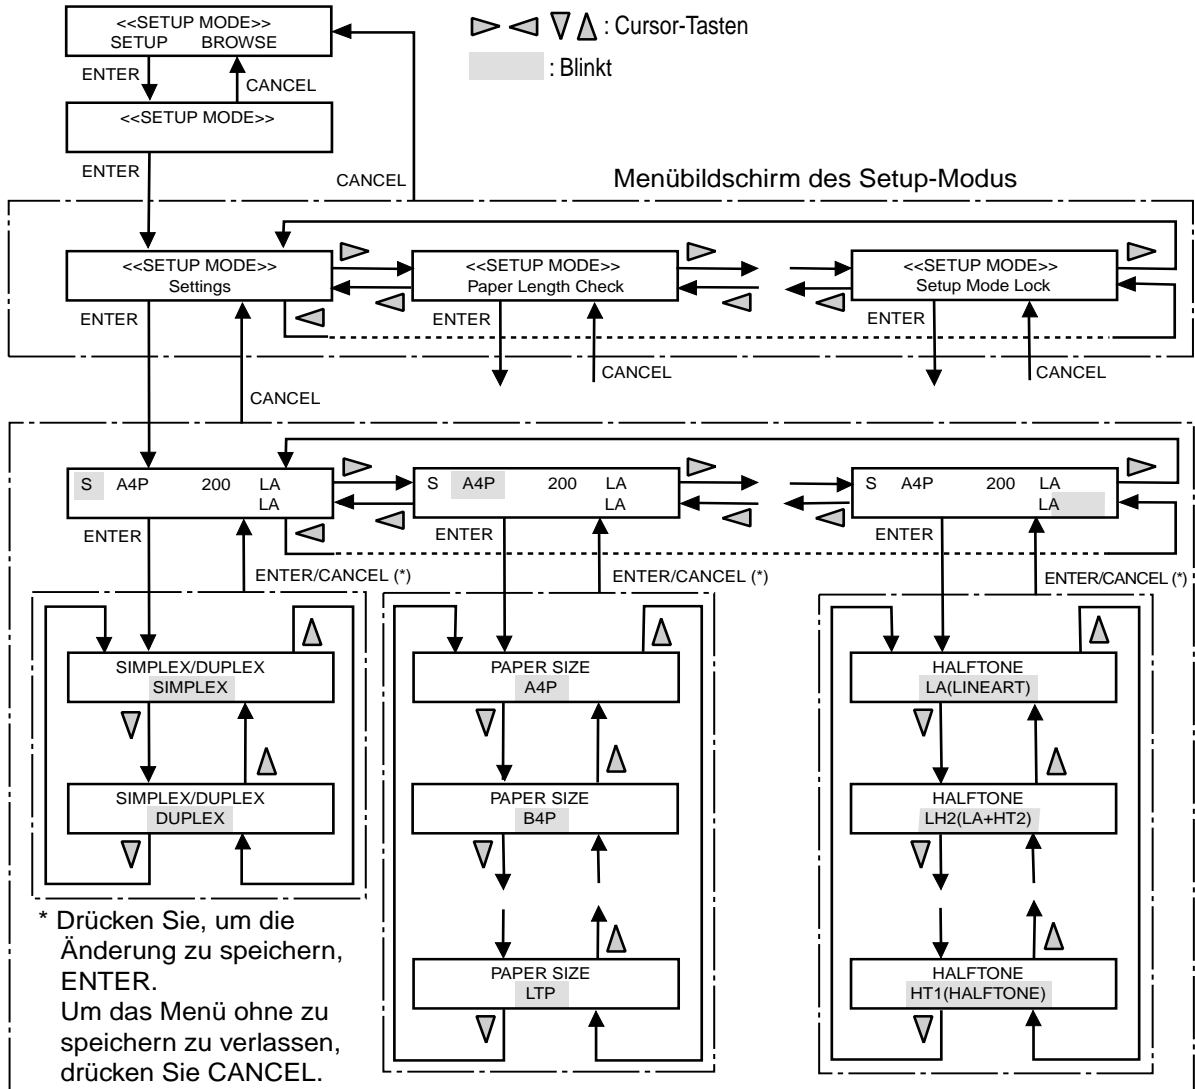 <<SETUP MODE>>
SETUP BROWSE
: Cursor-Tasten
: Blinkt
ENTER
CANCEL
<<SETUP MODE>>
ENTER
CANCEL
Menübildschirm des Setup-Modus
<<SETUP MODE>>
Settings
<<SETUP MODE>>
Paper Length Check
<<SETUP MODE>>
Setup Mode Lock
ENTER
ENTER
ENTER
CANCEL
CANCEL
CANCEL
S A4P 200 LA
LA
S A4P 200 LA
LA
S A4P 200 LA
LA
ENTER
ENTER
ENTER
ENTER/CANCEL (*)
ENTER/CANCEL (*)
ENTER/CANCEL (*)
SIMPLEX/DUPLEX
SIMPLEX
PAPER SIZE
A4P
HALFTONE
LA(LINEART)
SIMPLEX/DUPLEX
DUPLEX
PAPER SIZE
B4P
HALFTONE
LH2(LA+HT2)
PAPER SIZE
LTP
HALFTONE
HT1(HALFTONE)
* Drücken Sie, um die
Änderung zu speichern,
ENTER.
Um das Menü ohne zu
speichern zu verlassen,
drücken Sie CANCEL.